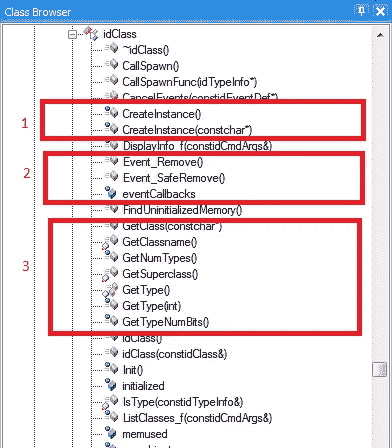 Class Browser
idClass
~idClass()
CallSpawn()
CallSpawnFunc(idTypeInfo*)
CancelEvents(constidEventDef*)
1
CreateInstance()
CreateInstance(constchar*)
DisplayInfo_f(constidCmdArgs&)
2
Event_Remove()
Event_SafeRemove()
eventCallbacks
FindUninitializedMemory()
GetClass(constchar*)
GetClassname()
GetNumTypes()
3
GetSuperclass()
GetType()
GetType(int)
GetTypeNumBits()
idClass()
idClass(constidClass&)
Init()
initialized
IsType(constidTypeInfo&)
ListClasses_f(constidCmdArgs&)
memused